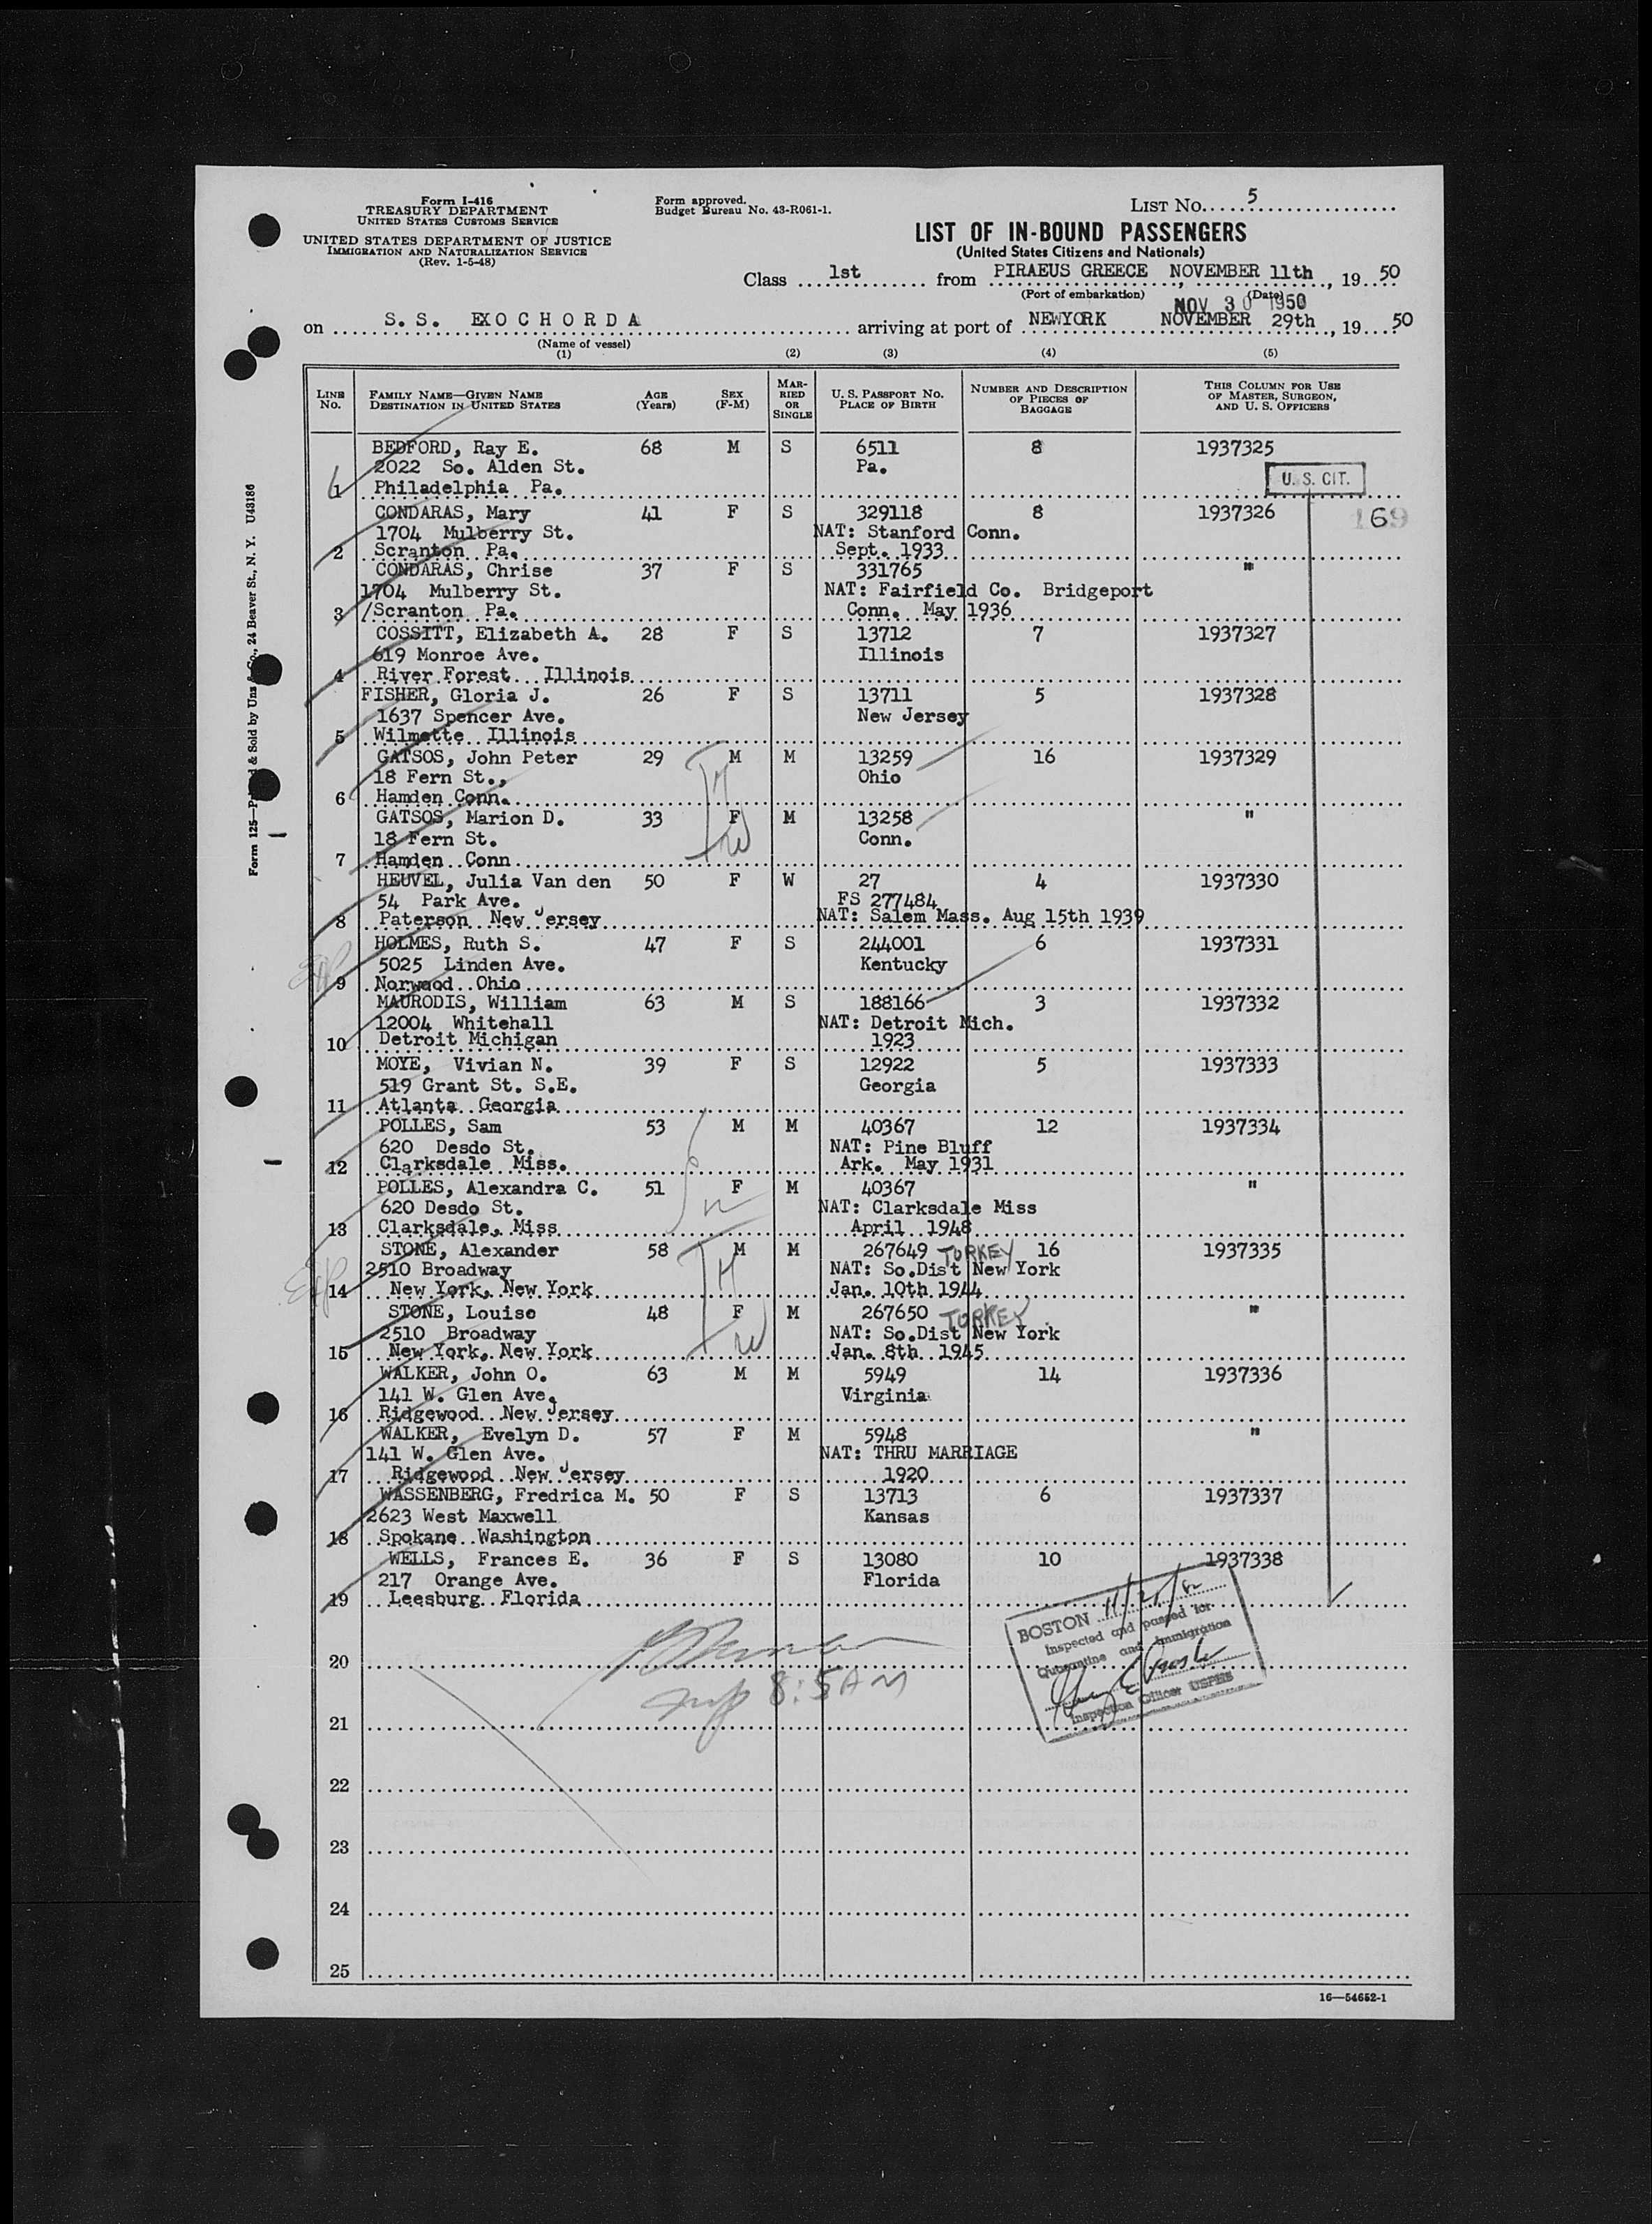 Form I-416
TREASURY DEPARTMENT
UNITED STATES CUSTOMS SERVICE
UNITED STATES DEPARTMENT OF JUSTICE
IMMIGRATION AND NATURALIZATION SERVICE
(Rev. 1-5-48)
Form approved.
Budget Bureau No. 43-R061-1.
LIST No. 5
LIST OF IN-BOUND PASSENGERS
(United States Citizens and Nationals)
Class 1st from PIRAEUS GREECE, NOVEMBER 11th, 19 50
(Port of embarkation) (Date)
NOV 30 1950
on S. S. EXOCHORDA arriving at port of NEWYORK NOVEMBER 29th, 19 50
(Name of vessel)
(1) (2) (3) (4) (5)
LINE No.
FAMILY NAME—GIVEN NAME
DESTINATION IN UNITED STATES
AGE (Years)
SEX (F-M)
MARRIED OR SINGLE
U. S. PASSPORT NO.
PLACE OF BIRTH
NUMBER AND DESCRIPTION OF PIECES OF BAGGAGE
THIS COLUMN FOR USE OF MASTER, SURGEON, AND U. S. OFFICERS
BEDFORD, Ray E. 68 M S 6511 8 1937325
2022 So. Alden St. Pa.
U. S. CIT.
1 Philadelphia Pa.
CONDARAS, Mary 41 F S 329118 8 1937326 169
1704 Mulberry St. NAT: Stanford Conn.
2 Scranton Pa. Sept. 1933
CONDARAS, Chrise 37 F S 331765 "
1704 Mulberry St. NAT: Fairfield Co. Bridgeport
3 /Scranton Pa. Conn. May 1936
COSSITT, Elizabeth A. 28 F S 13712 7 1937327
619 Monroe Ave. Illinois
4 River Forest Illinois
FISHER, Gloria J. 26 F S 13711 5 1937328
1637 Spencer Ave. New Jersey
5 Wilmette Illinois
GATSOS, John Peter 29 M M 13259 16 1937329
18 Fern St., Ohio
H
6 Hamden Conn.
GATSOS, Marion D. 33 F M 13258 "
18 Fern St. Conn.
W
7 Hamden Conn
HEUVEL, Julia Van den 50 F W 27 4 1937330
54 Park Ave. FS 277484
8 Paterson New Jersey NAT: Salem Mass. Aug 15th 1939
HOLMES, Ruth S. 47 F S 244001 6 1937331
5025 Linden Ave. Kentucky
9 Norwood Ohio
MAURODIS, William 63 M S 188166 3 1937332
12004 Whitehall NAT: Detroit Mich.
10 Detroit Michigan 1923
MOYE, Vivian N. 39 F S 12922 5 1937333
519 Grant St. S.E. Georgia
11 Atlanta Georgia
POLLES, Sam 53 M M 40367 12 1937334
620 Desdo St. NAT: Pine Bluff
12 Clarksdale Miss. Ark. May 1931
POLLES, Alexandra C. 51 F M 40367 "
620 Desdo St. NAT: Clarksdale Miss
13 Clarksdale, Miss April 1948
STONE, Alexander 58 M M 267649 TURKEY 16 1937335
2510 Broadway NAT: So.Dist New York
H
14 New York, New York Jan. 10th 1944
STONE, Louise 48 F M 267650 TURKEY "
2510 Broadway NAT: So.Dist New York
W
15 New York, New York Jan. 8th 1945
WALKER, John O. 63 M M 5949 14 1937336
141 W. Glen Ave. Virginia
16 Ridgewood New Jersey
WALKER, Evelyn D. 57 F M 5948 "
141 W. Glen Ave. NAT: THRU MARRIAGE
17 Ridgewood New Jersey 1920
WASSENBERG, Fredrica M. 50 F S 13713 6 1937337
2623 West Maxwell Kansas
18 Spokane Washington
WELLS, Frances E. 36 F S 13080 10 1937338
217 Orange Ave. Florida
19 Leesburg Florida
BOSTON
Inspected and passed for
Quarantine and Immigration
Inspection Officer USPHS
20
8:5 AM
21
22
23
24
25
16—54652-1
24 Beaver St., N. Y. U43186